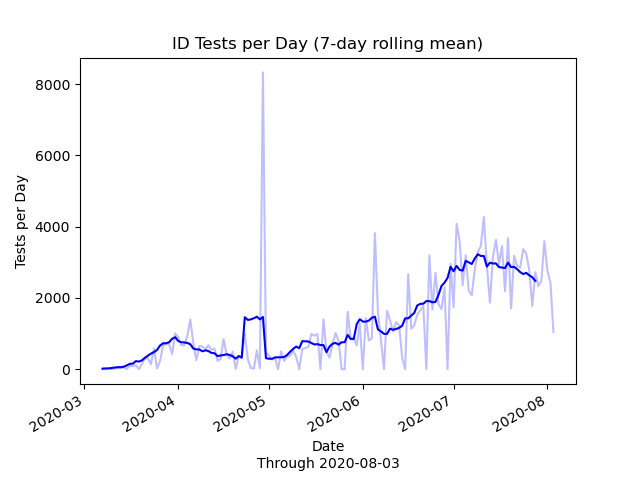 ID Tests per Day (7-day rolling mean)
Tests per Day
8000
6000
4000
2000
0
2020-03
2020-04
2020-05
2020-06
2020-07
2020-08
Date
Through 2020-08-03